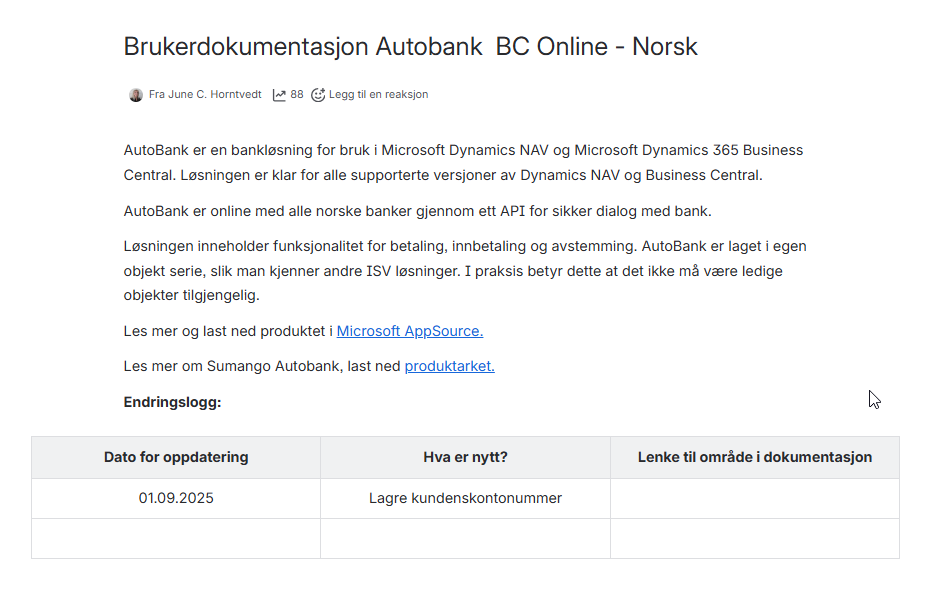 Brukerdokumentasjon Autobank  BC Online - Norsk
Fra June C. Horntvedt 88 Legg til en reaksjon
AutoBank er en bankløsning for bruk i Microsoft Dynamics NAV og Microsoft Dynamics 365 Business
Central. Løsningen er klar for alle supporterte versjoner av Dynamics NAV og Business Central.
AutoBank er online med alle norske banker gjennom ett API for sikker dialog med bank.
Løsningen inneholder funksjonalitet for betaling, innbetaling og avstemming. AutoBank er laget i egen
objekt serie, slik man kjenner andre ISV løsninger. I praksis betyr dette at det ikke må være ledige
objekter tilgjengelig.
Les mer og last ned produktet i Microsoft AppSource.
Les mer om Sumango Autobank, last ned produktarket.
Endringslogg:
Dato for oppdatering Hva er nytt? Lenke til område i dokumentasjon
01.09.2025 Lagre kundenskontonummer